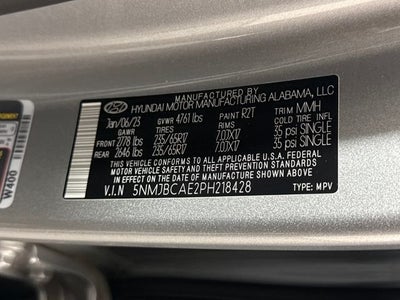 MANUFACTURED BY
HYUNDAI MOTOR MANUFACTURING ALABAMA, LLC
Jan/06/23 GVWR 4761 lbs PAINT R2T TRIM MMH
GAWR TIRES RIMS COLD TIRE INFL
FRONT 2778 lbs 235/65R17 7.0JX17 35 psi SINGLE
REAR 2646 lbs 235/65R17 7.0JX17 35 psi SINGLE
THIS VEHICLE CONFORMS TO ALL APPLICABLE U.S.A. FEDERAL
MOTOR VEHICLE SAFETY AND THEFT PREVENTION STANDARDS
IN EFFECT ON THE DATE OF MANUFACTURE SHOWN ABOVE.
V.I.N 5NMJBCAE2PH218428 TYPE: MPV
W400